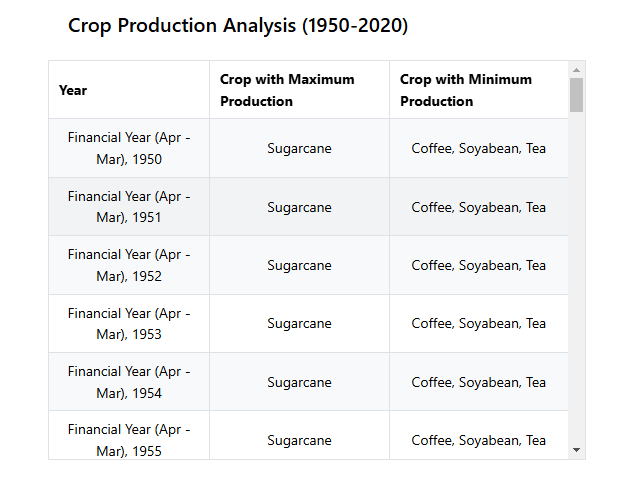 Crop Production Analysis (1950-2020)
Year
Crop with Maximum
Production
Crop with Minimum
Production
Financial Year (Apr -
Mar), 1950
Sugarcane
Coffee, Soyabean, Tea
Financial Year (Apr -
Mar), 1951
Sugarcane
Coffee, Soyabean, Tea
Financial Year (Apr -
Mar), 1952
Sugarcane
Coffee, Soyabean, Tea
Financial Year (Apr -
Mar), 1953
Sugarcane
Coffee, Soyabean, Tea
Financial Year (Apr -
Mar), 1954
Sugarcane
Coffee, Soyabean, Tea
Financial Year (Apr -
Mar), 1955
Sugarcane
Coffee, Soyabean, Tea